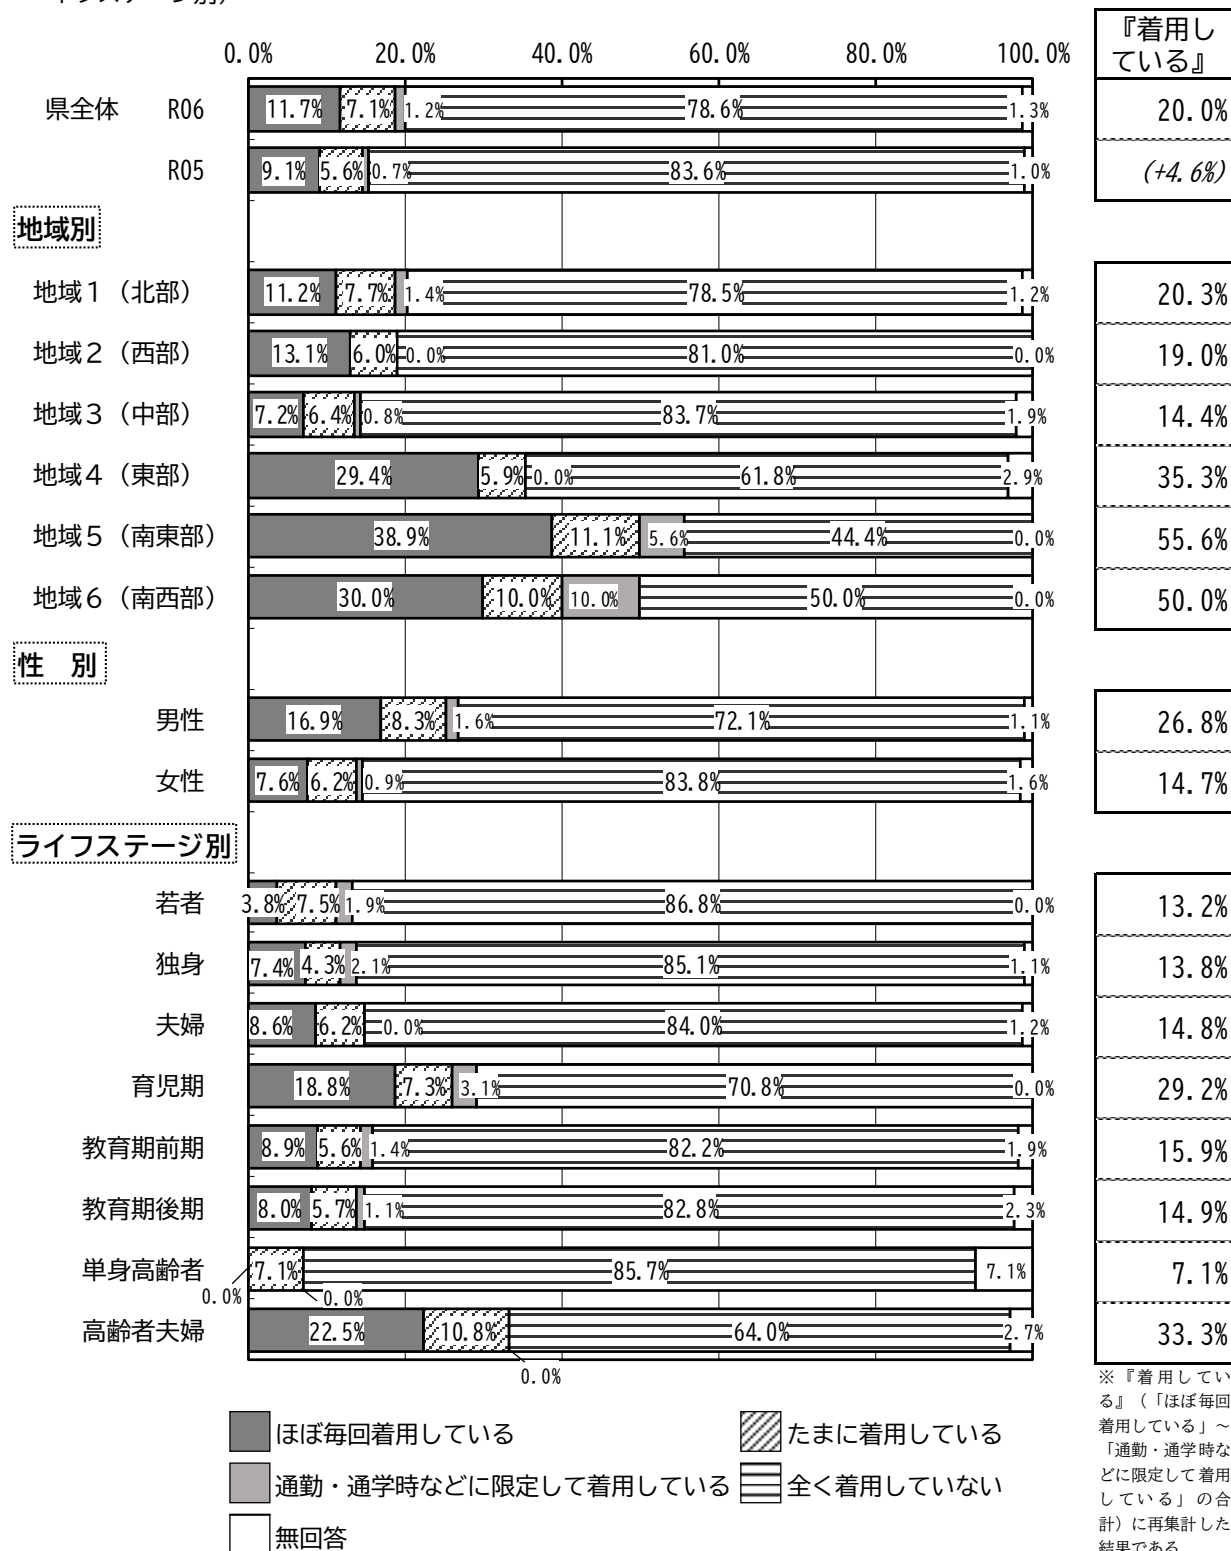 0.0% 20.0% 40.0% 60.0% 80.0% 100.0% 『着用し
ている』
県全体 R06 11.7% 7.1% 1.2% 78.6% 1.3% 20.0%
R05 9.1% 5.6% 0.7% 83.6% 1.0% (+4.6%)
地域別
地域1（北部） 11.2% 7.7% 1.4% 78.5% 1.2% 20.3%
地域2（西部） 13.1% 6.0% 0.0% 81.0% 0.0% 19.0%
地域3（中部） 7.2% 6.4% 0.8% 83.7% 1.9% 14.4%
地域4（東部） 29.4% 5.9% 0.0% 61.8% 2.9% 35.3%
地域5（南東部） 38.9% 11.1% 5.6% 44.4% 0.0% 55.6%
地域6（南西部） 30.0% 10.0% 10.0% 50.0% 0.0% 50.0%
性 別
男性 16.9% 8.3% 1.6% 72.1% 1.1% 26.8%
女性 7.6% 6.2% 0.9% 83.8% 1.6% 14.7%
ライフステージ別
若者 3.8% 7.5% 1.9% 86.8% 0.0% 13.2%
独身 7.4% 4.3% 2.1% 85.1% 1.1% 13.8%
夫婦 8.6% 6.2% 0.0% 84.0% 1.2% 14.8%
育児期 18.8% 7.3% 3.1% 70.8% 0.0% 29.2%
教育期前期 8.9% 5.6% 1.4% 82.2% 1.9% 15.9%
教育期後期 8.0% 5.7% 1.1% 82.8% 2.3% 14.9%
単身高齢者 7.1% 85.7% 7.1% 7.1%
0.0% 0.0%
高齢者夫婦 22.5% 10.8% 64.0% 2.7% 33.3%
0.0%
ほぼ毎回着用している たまに着用している
通勤・通学時などに限定して着用している 全く着用していない
無回答
※『着用してい
る』（「ほぼ毎回
着用している」～
「通勤・通学時な
どに限定して着用
している」の合
計）に再集計した
結果である